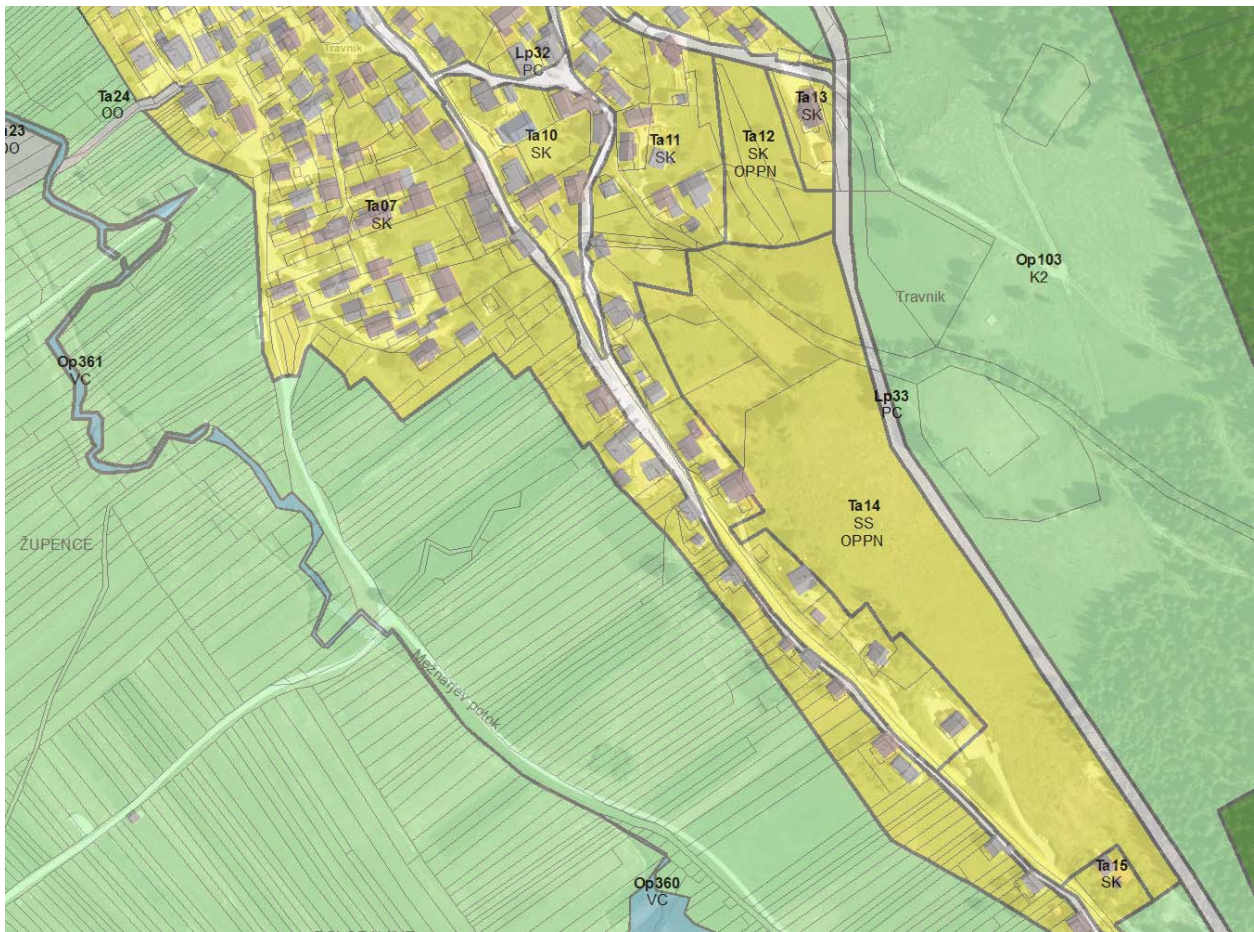 Travnik
Lp32
PC
Ta24
OO
Ta13
SK
a23
OO
Ta10
SK
Ta11
SK
Ta12
SK
OPPN
Ta07
SK
Op103
K2
Travnik
Op361
VC
Lp33
PC
Ta14
SS
OPPN
ŽUPENCE
Mežnarjev potok
Ta15
SK
Op360
VC